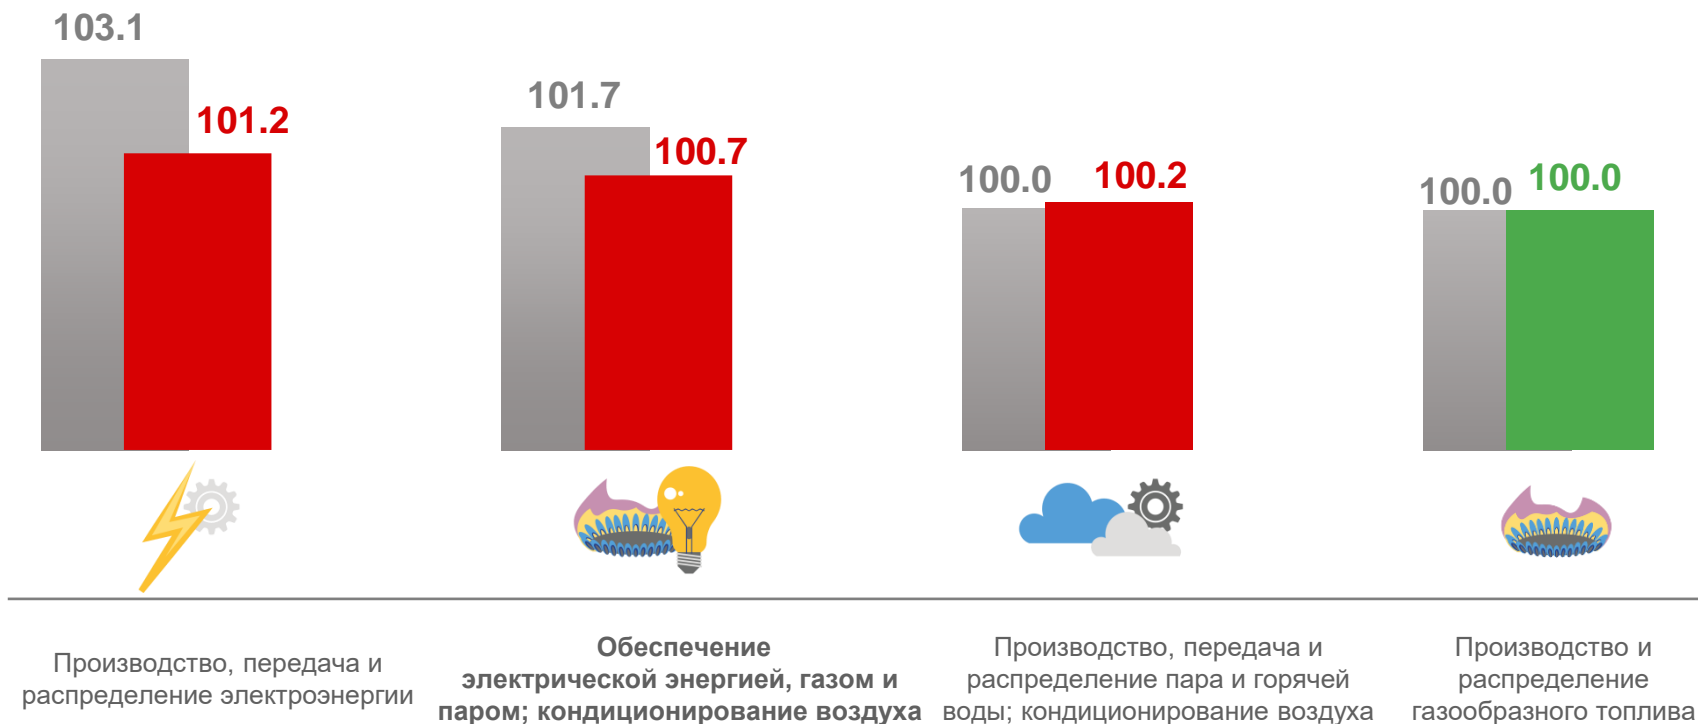 103.1
101.2
101.7
100.7
100.0
100.2
100.0
100.0
Производство, передача и
распределение электроэнергии
Обеспечение
электрической энергией, газом и
паром; кондиционирование воздуха
Производство, передача и
распределение пара и горячей
воды; кондиционирование воздуха
Производство и
распределение
газообразного топлива